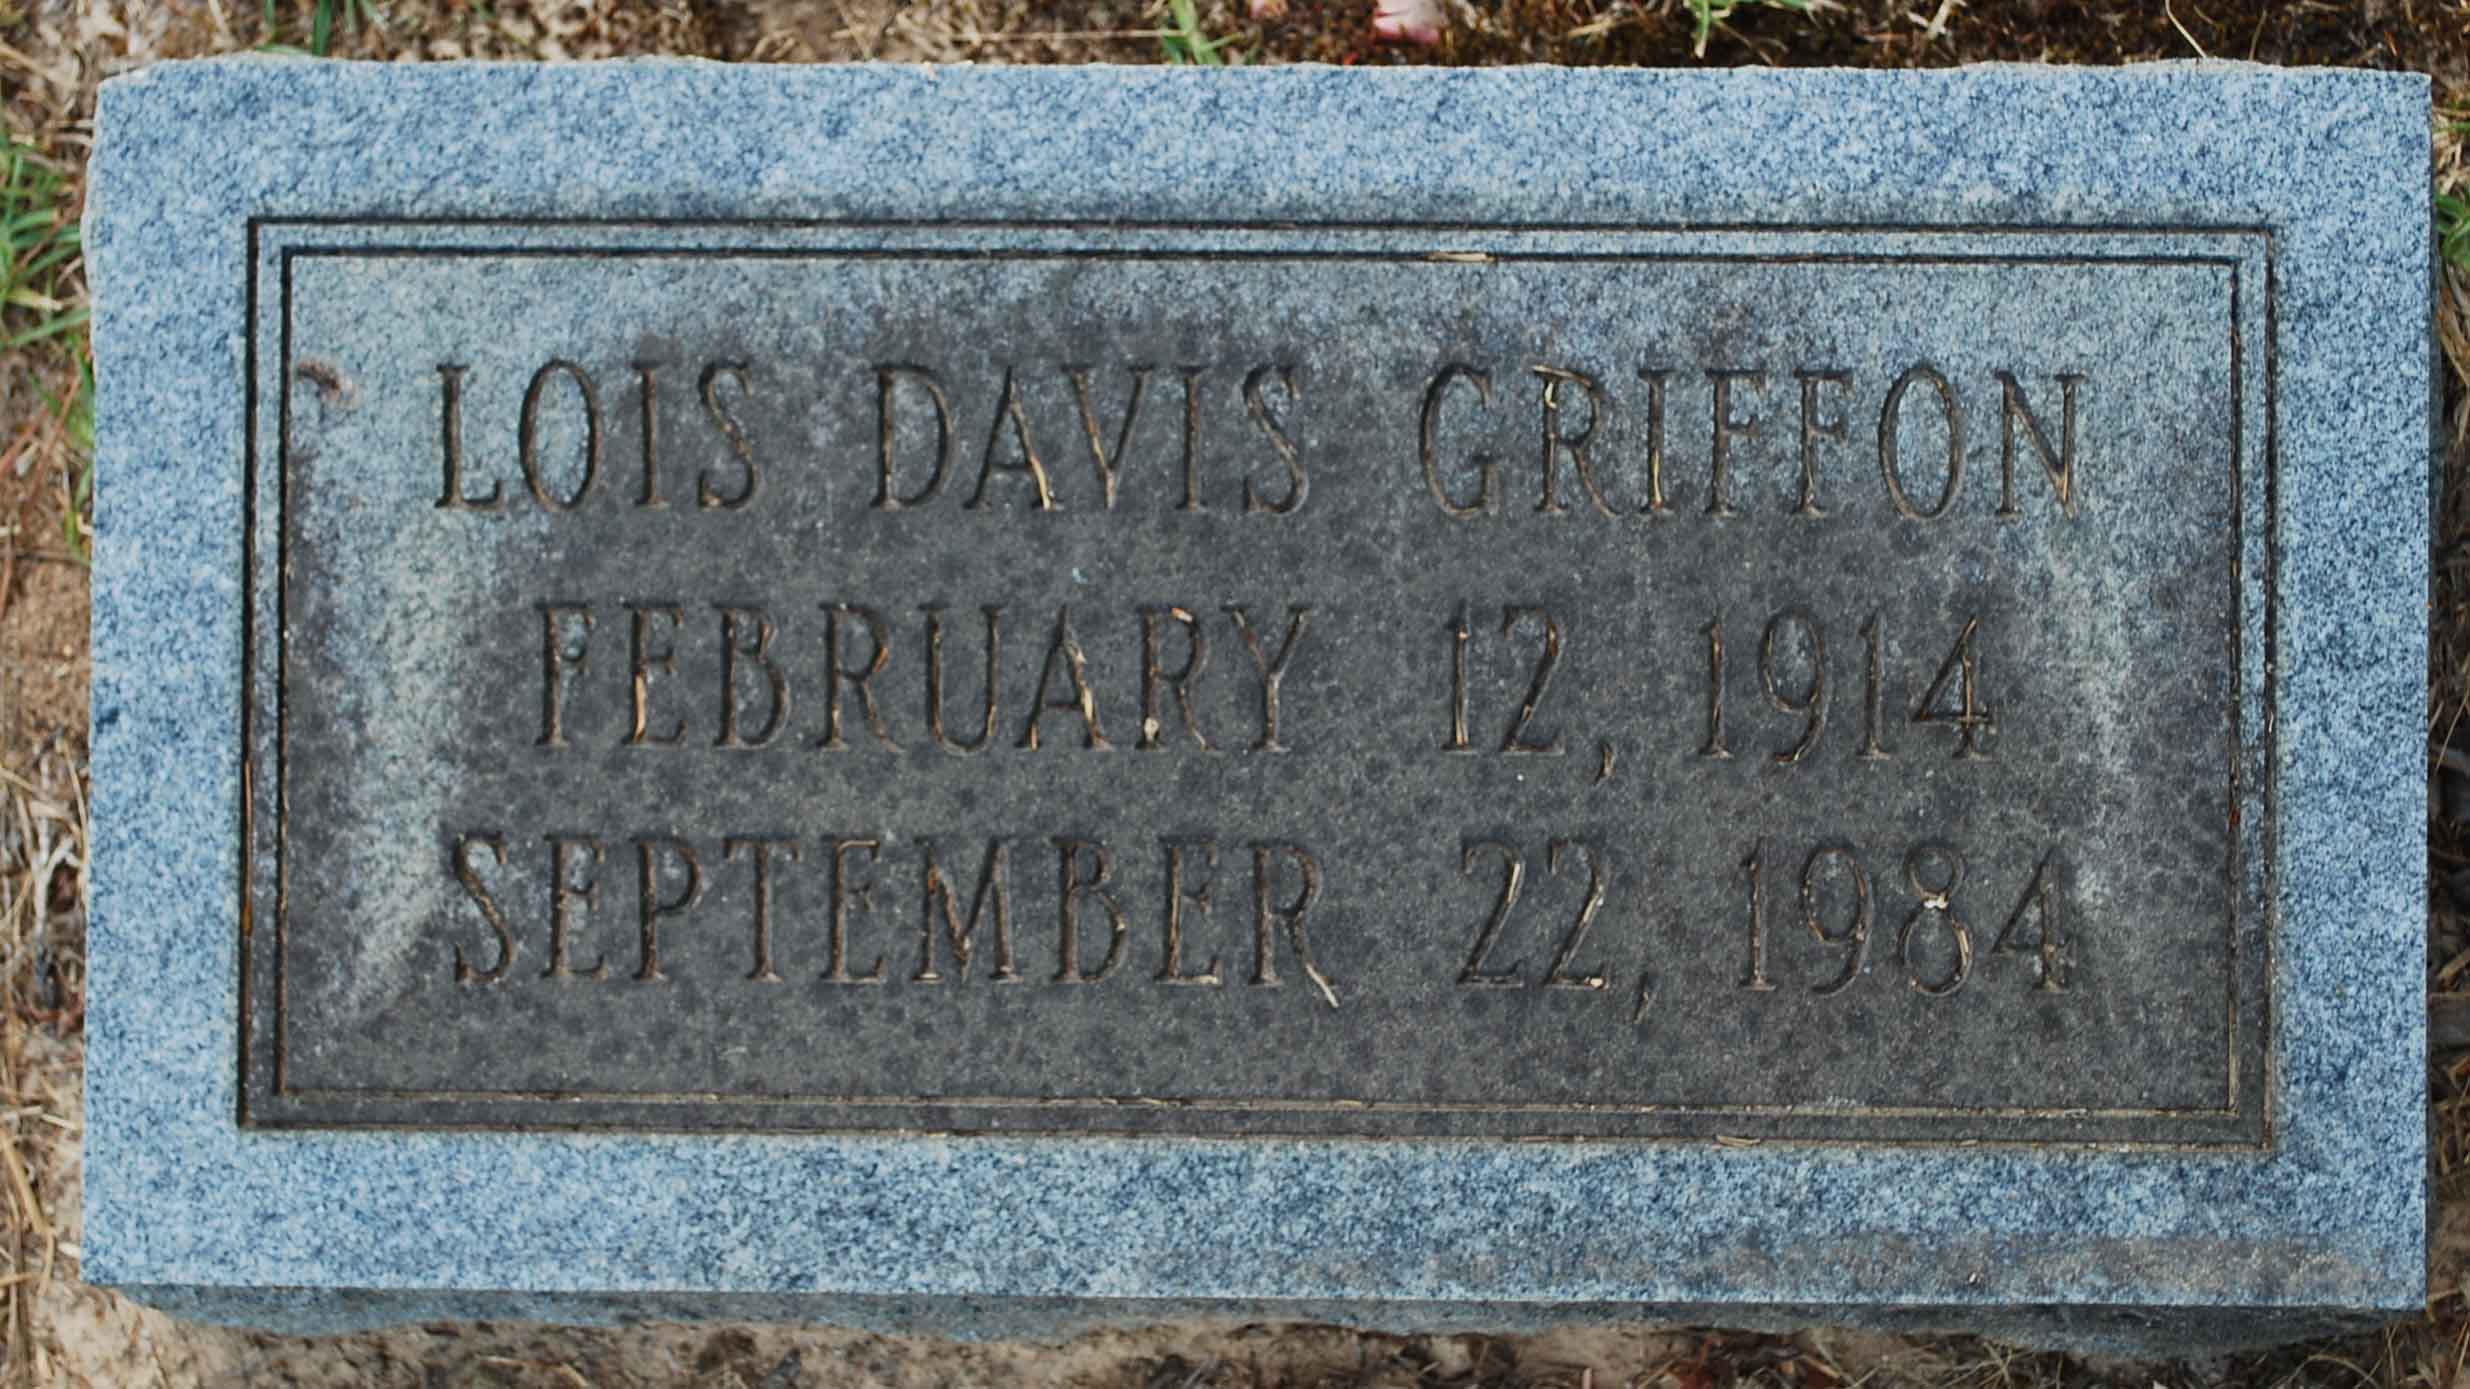 LOIS DAVIS GRIFFON
FEBRUARY 12, 1914
SEPTEMBER 22, 1984